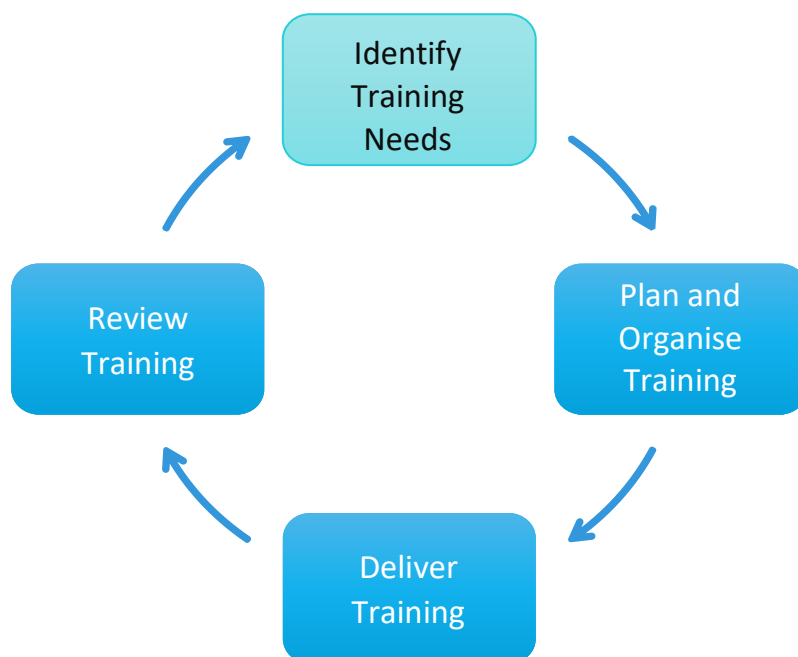 Identify
Training
Needs
Plan and
Organise
Training
Deliver
Training
Review
Training